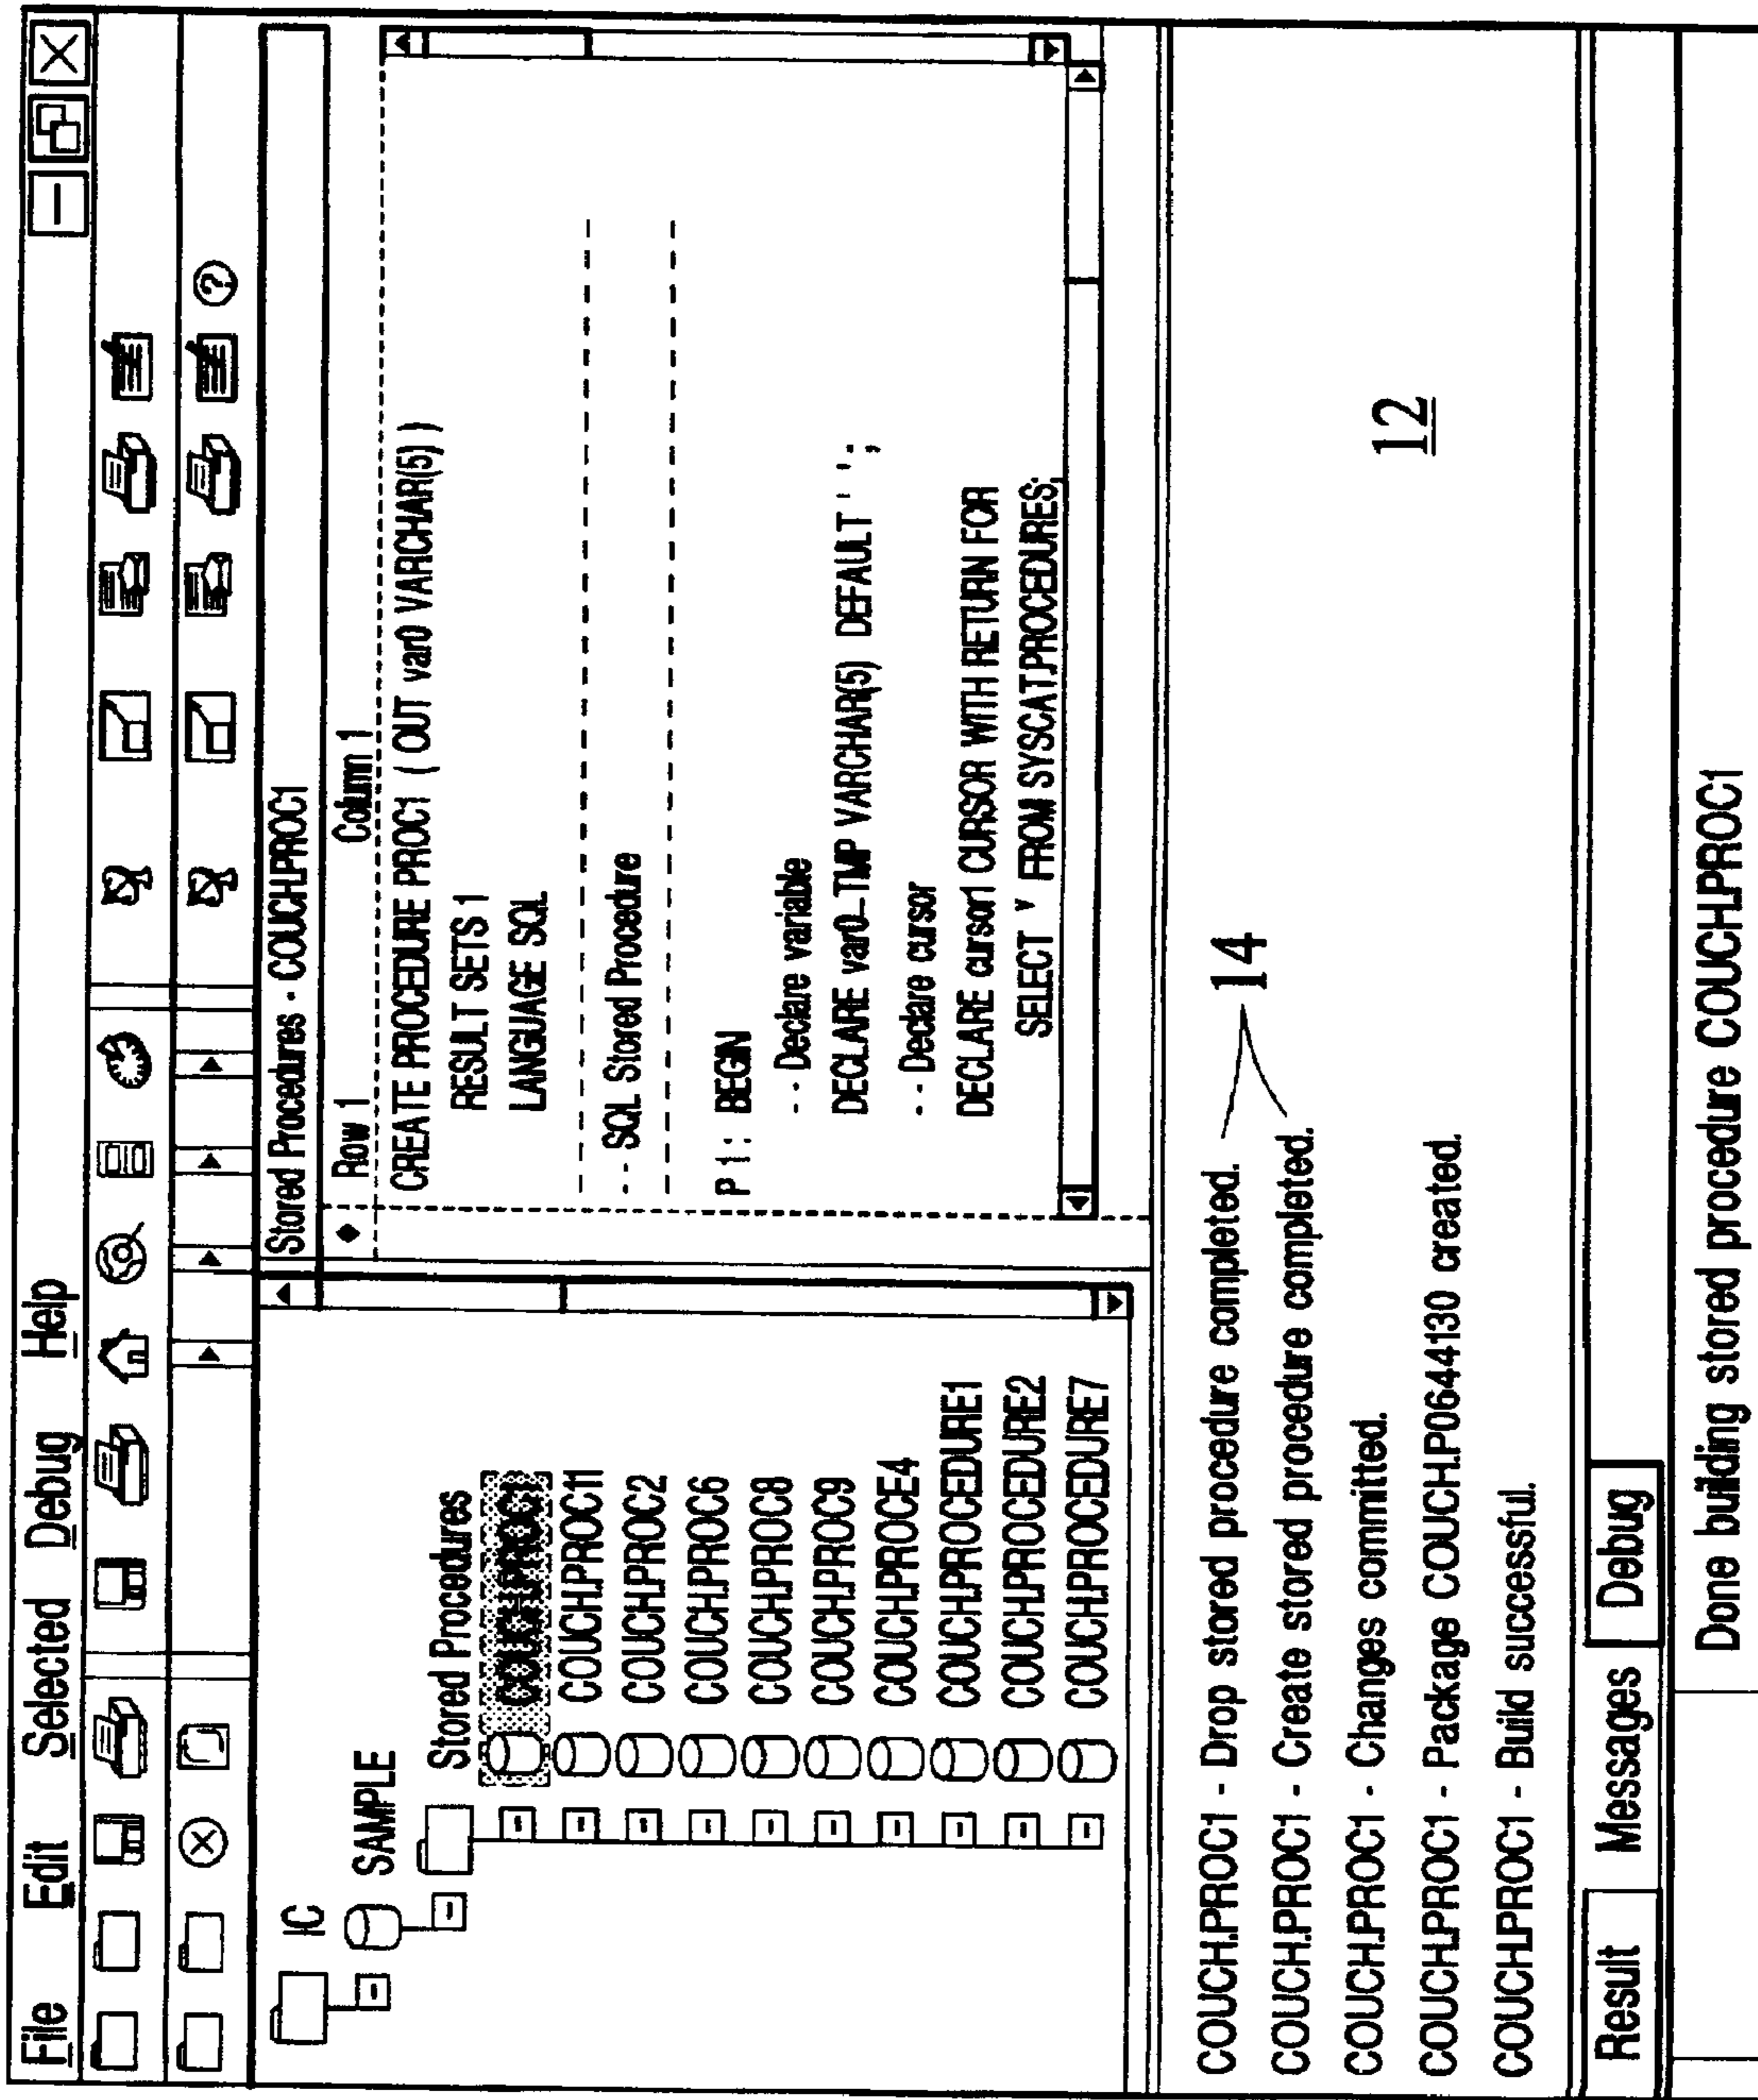 File Edit Selected Debug Help
IC
SAMPLE
Stored Procedures
COUCH.PROC1
COUCH.PROC11
COUCH.PROC2
COUCH.PROC6
COUCH.PROC8
COUCH.PROC9
COUCH.PROCE4
COUCH.PROCEDURE1
COUCH.PROCEDURE2
COUCH.PROCEDURE7
Stored Procedures - COUCH.PROC1
Row 1 Column 1
CREATE PROCEDURE PROC1 ( OUT var0 VARCHAR(5) )
RESULT SETS 1
LANGUAGE SQL
- - - - - - - - - - - - - - - - - - - - - - - -
- - SQL Stored Procedure
- - - - - - - - - - - - - - - - - - - - - - - -
P 1 : BEGIN
- - Declare variable
DECLARE var0_TMP VARCHAR(5) DEFAULT ' ';
- - Declare cursor
DECLARE cursor1 CURSOR WITH RETURN FOR
SELECT FROM SYSCAT.PROCEDURES;
COUCH.PROC1 - Drop stored procedure completed.
14
COUCH.PROC1 - Create stored procedure completed.
COUCH.PROC1 - Changes committed.
12
COUCH.PROC1 - Package COUCH.P0644130 created.
COUCH.PROC1 - Build successful.
Result Messages Debug
Done building stored procedure COUCH.PROC1